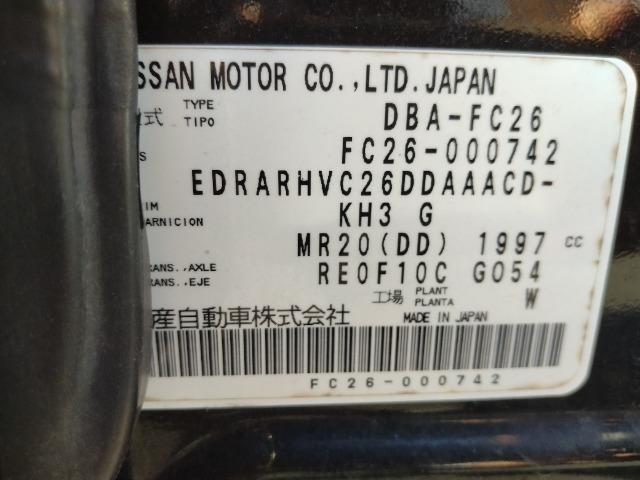 SSAN MOTOR CO.,LTD.JAPAN
式 TYPE TIPO DBA-FC26
S FC26-000742
EDRARHVC26DDAAACD-
IM ARNICION KH3 G
MR20(DD) 1997 CC
RANS.,AXLE RANS.,EJE RE0F10C G054
工場 PLANT PLANTA W
産自動車株式会社 MADE IN JAPAN
FC26-000742